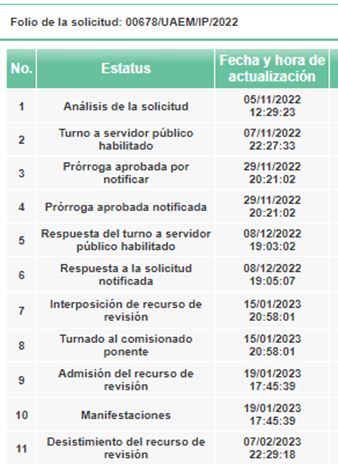 Folio de la solicitud: 00678/UAEM/IP/2022
No. Estatus Fecha y hora de
actualización
1 Análisis de la solicitud 05/11/2022
12:29:23
2 Turno a servidor público
habilitado 07/11/2022
22:27:33
3 Prórroga aprobada por
notificar 29/11/2022
20:21:02
4 Prórroga aprobada notificada 29/11/2022
20:21:02
5 Respuesta del turno a servidor
público habilitado 08/12/2022
19:03:02
6 Respuesta a la solicitud
notificada 08/12/2022
19:05:07
7 Interposición de recurso de
revisión 15/01/2023
20:58:01
8 Turnado al comisionado
ponente 15/01/2023
20:58:01
9 Admisión del recurso de
revisión 19/01/2023
17:45:39
10 Manifestaciones 19/01/2023
17:45:39
11 Desistimiento del recurso de
revisión 07/02/2023
22:29:18